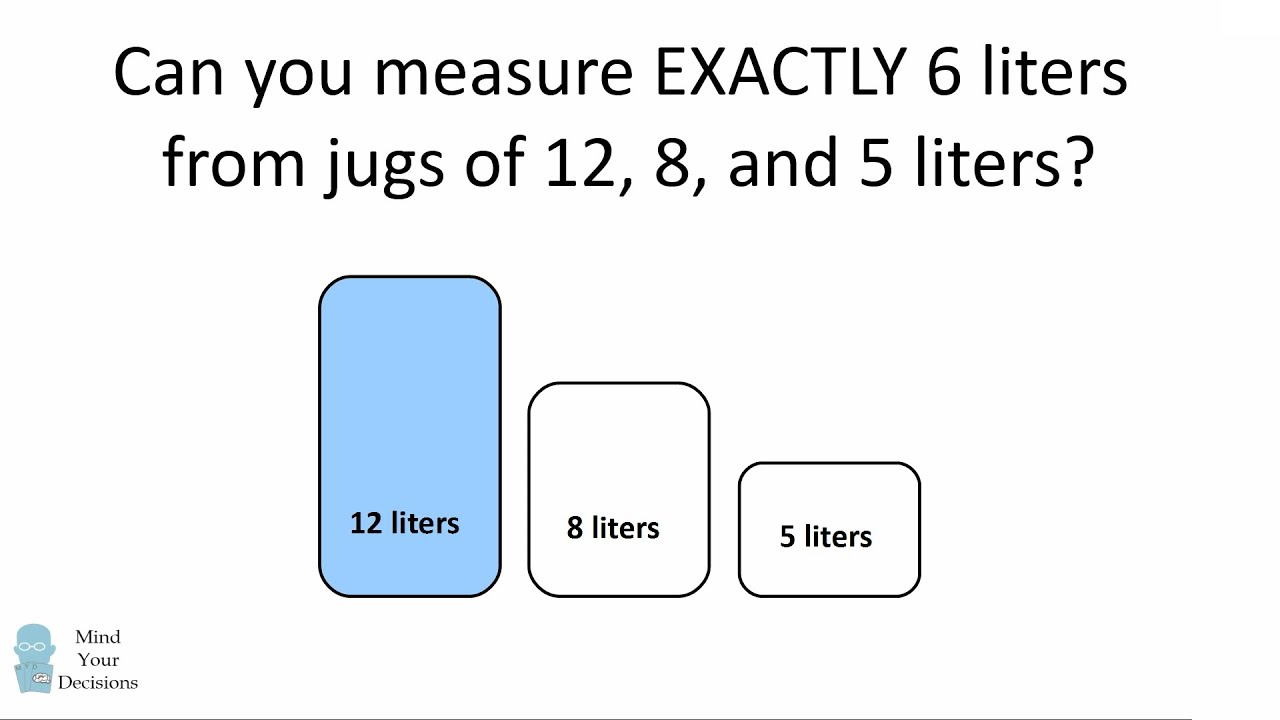 Can you measure EXACTLY 6 liters
from jugs of 12, 8, and 5 liters?
12 liters
8 liters
5 liters
Mind
Your
Decisions